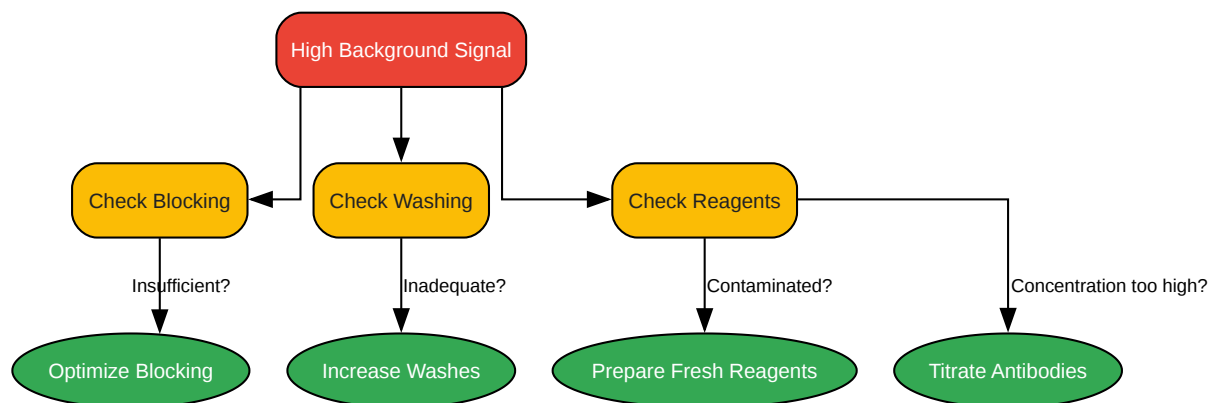 High Background Signal
Check Blocking
Check Washing
Check Reagents
Insufficient?
Inadequate?
Contaminated?
Concentration too high?
Optimize Blocking
Increase Washes
Prepare Fresh Reagents
Titrate Antibodies